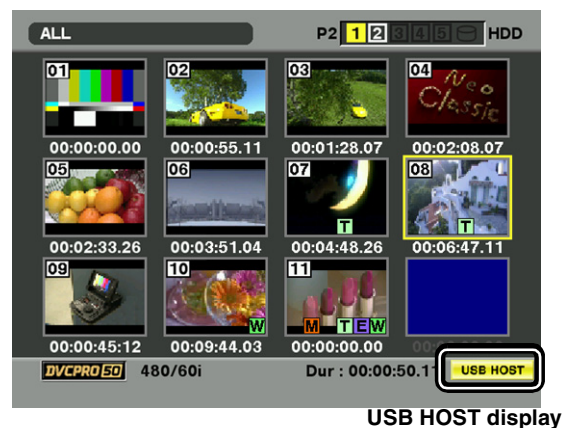 ALL P2 1 2 3 4 5 HDD
01 02 03 04
Neo Classic
00:00:00.00 00:00:55.11 00:01:28.07 00:02:08.07
05 06 07 08
T T
00:02:33.26 00:03:51.04 00:04:48.26 00:06:47.11
09 10 11
W M T E W
00:00:45:12 00:09:44.03 00:00:00.00
DVCPRO 50 480/60i Dur : 00:00:50.11 USB HOST
USB HOST display